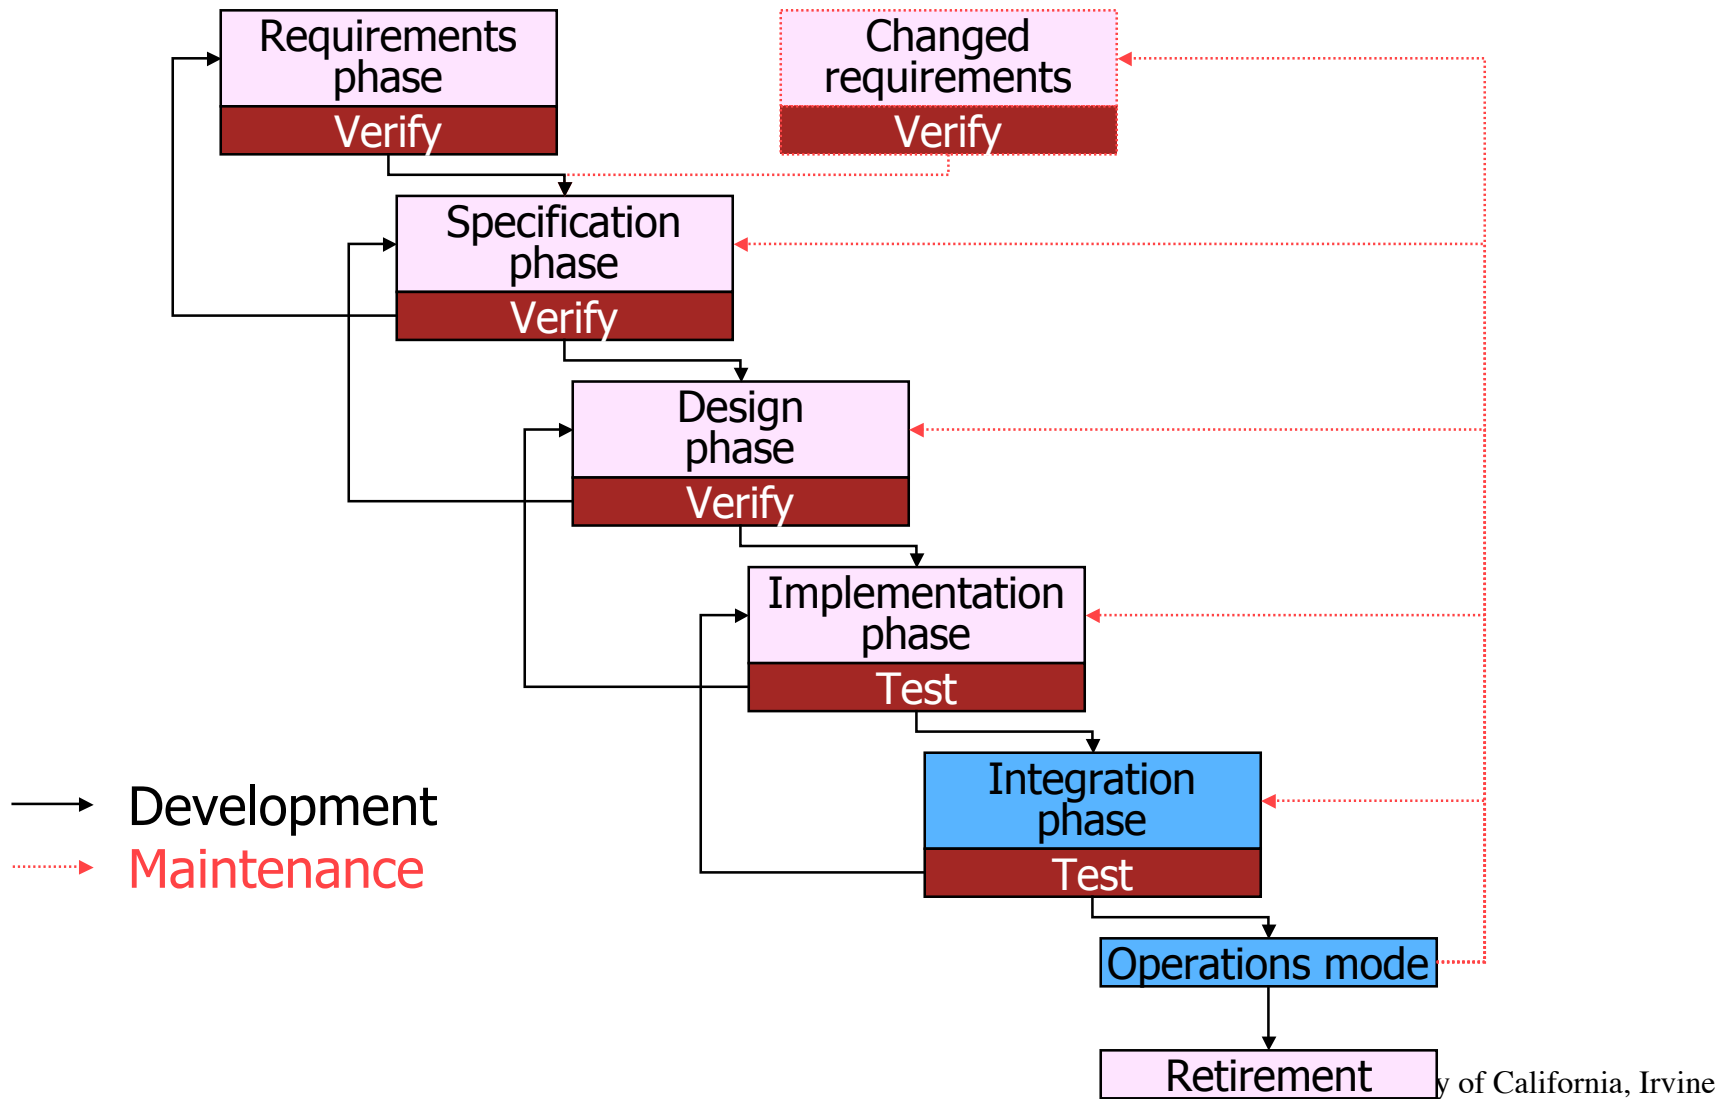 Requirements
phase
Verify
Changed
requirements
Verify
Specification
phase
Verify
Design
phase
Verify
Implementation
phase
Test
Integration
phase
Test
Development
Maintenance
Operations mode
Retirement
of California, Irvine